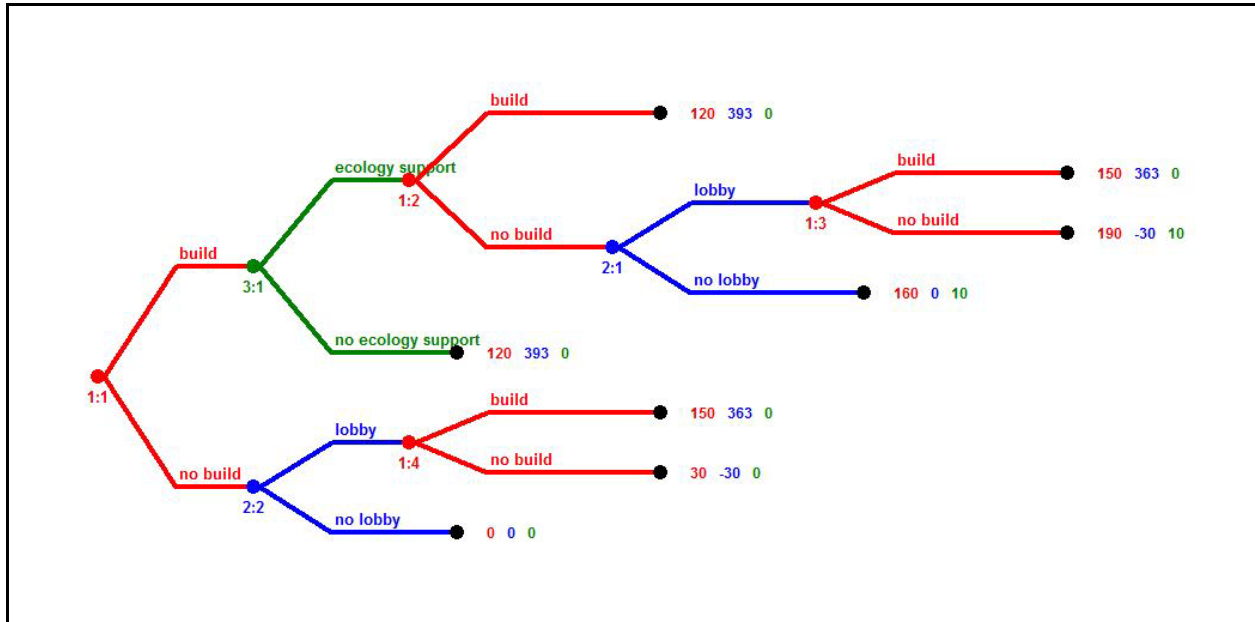 build
120 393 0
build
150 363 0
ecology support
1:2
lobby
1:3
no build
190 -30 10
no build
2:1
build
3:1
no lobby
160 0 10
no ecology support
120 393 0
1:1
build
150 363 0
lobby
1:4
no build
30 -30 0
no build
2:2
no lobby
0 0 0